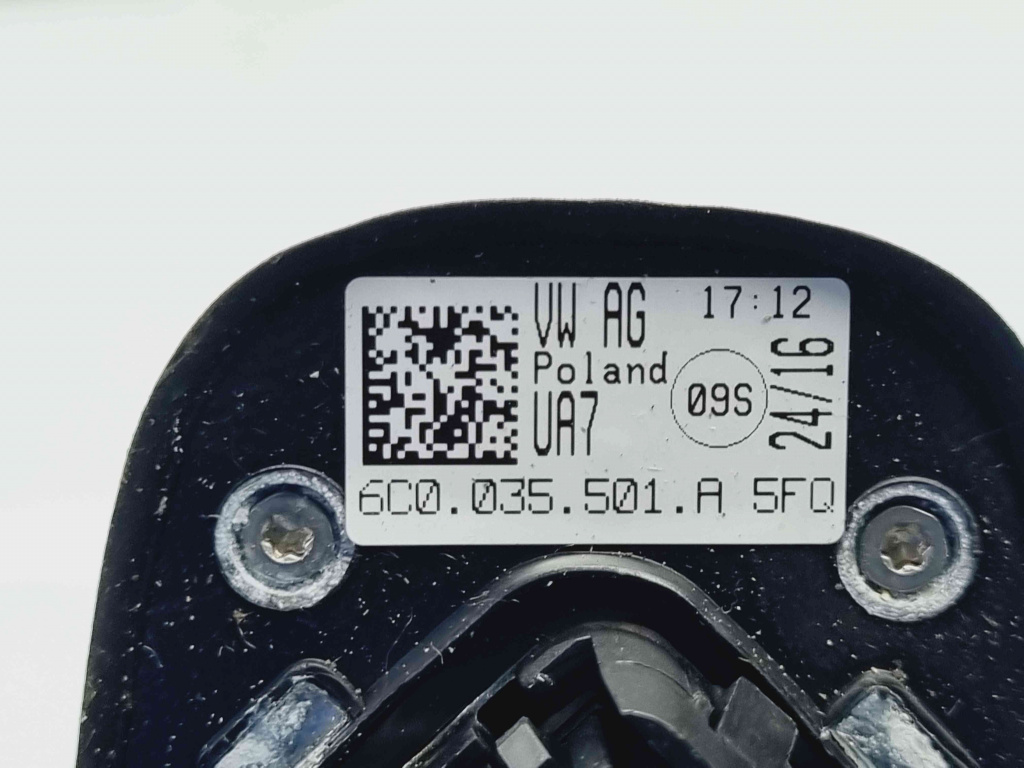 VW AG 17:12
Poland
UA7
09S
24/16
6C0.035.501.A 5FQ